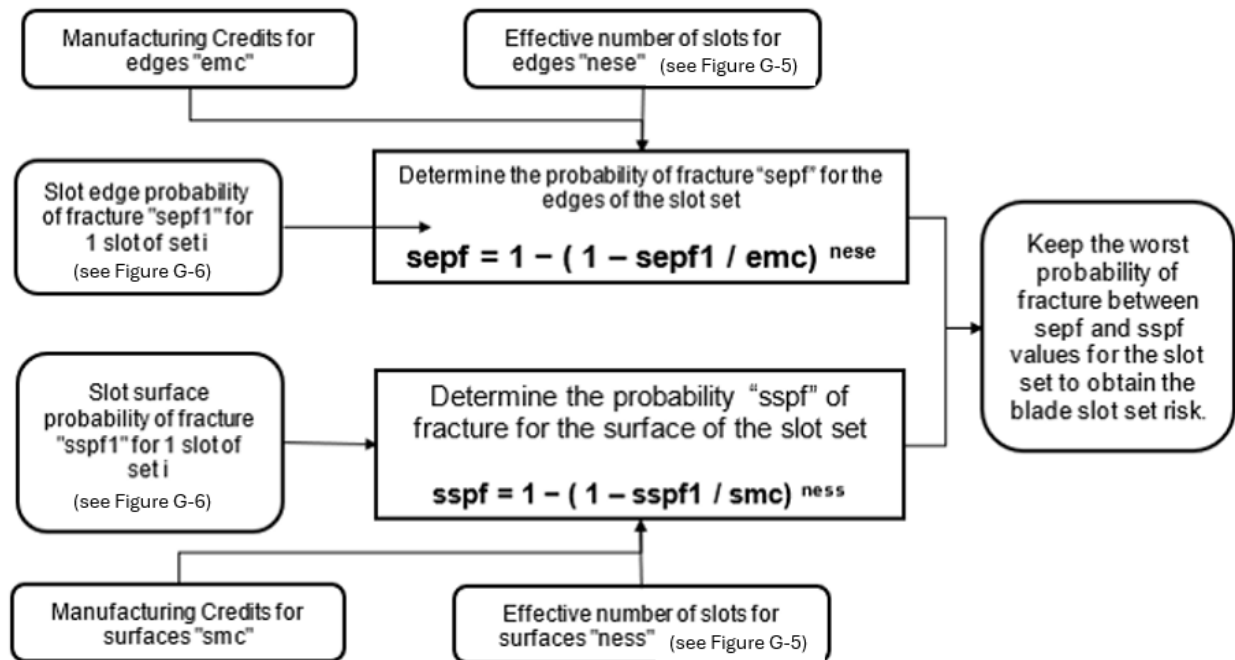 Manufacturing Credits for
edges "emc"
Effective number of slots for
edges "nese" (see Figure G-5)
Slot edge probability
of fracture "sepf1" for
1 slot of set i
(see Figure G-6)
Determine the probability of fracture “sepf” for the
edges of the slot set
sepf = 1 – ( 1 – sepf1 / emc) nese
Keep the worst
probability of
fracture between
sepf and sspf
values for the slot
set to obtain the
blade slot set risk.
Slot surface
probability of fracture
"sspf1" for 1 slot of
set i
(see Figure G-6)
Determine the probability “sspf” of
fracture for the surface of the slot set
sspf = 1 – ( 1 – sspf1 / smc) ness
Manufacturing Credits for
surfaces "smc"
Effective number of slots for
surfaces "ness" (see Figure G-5)